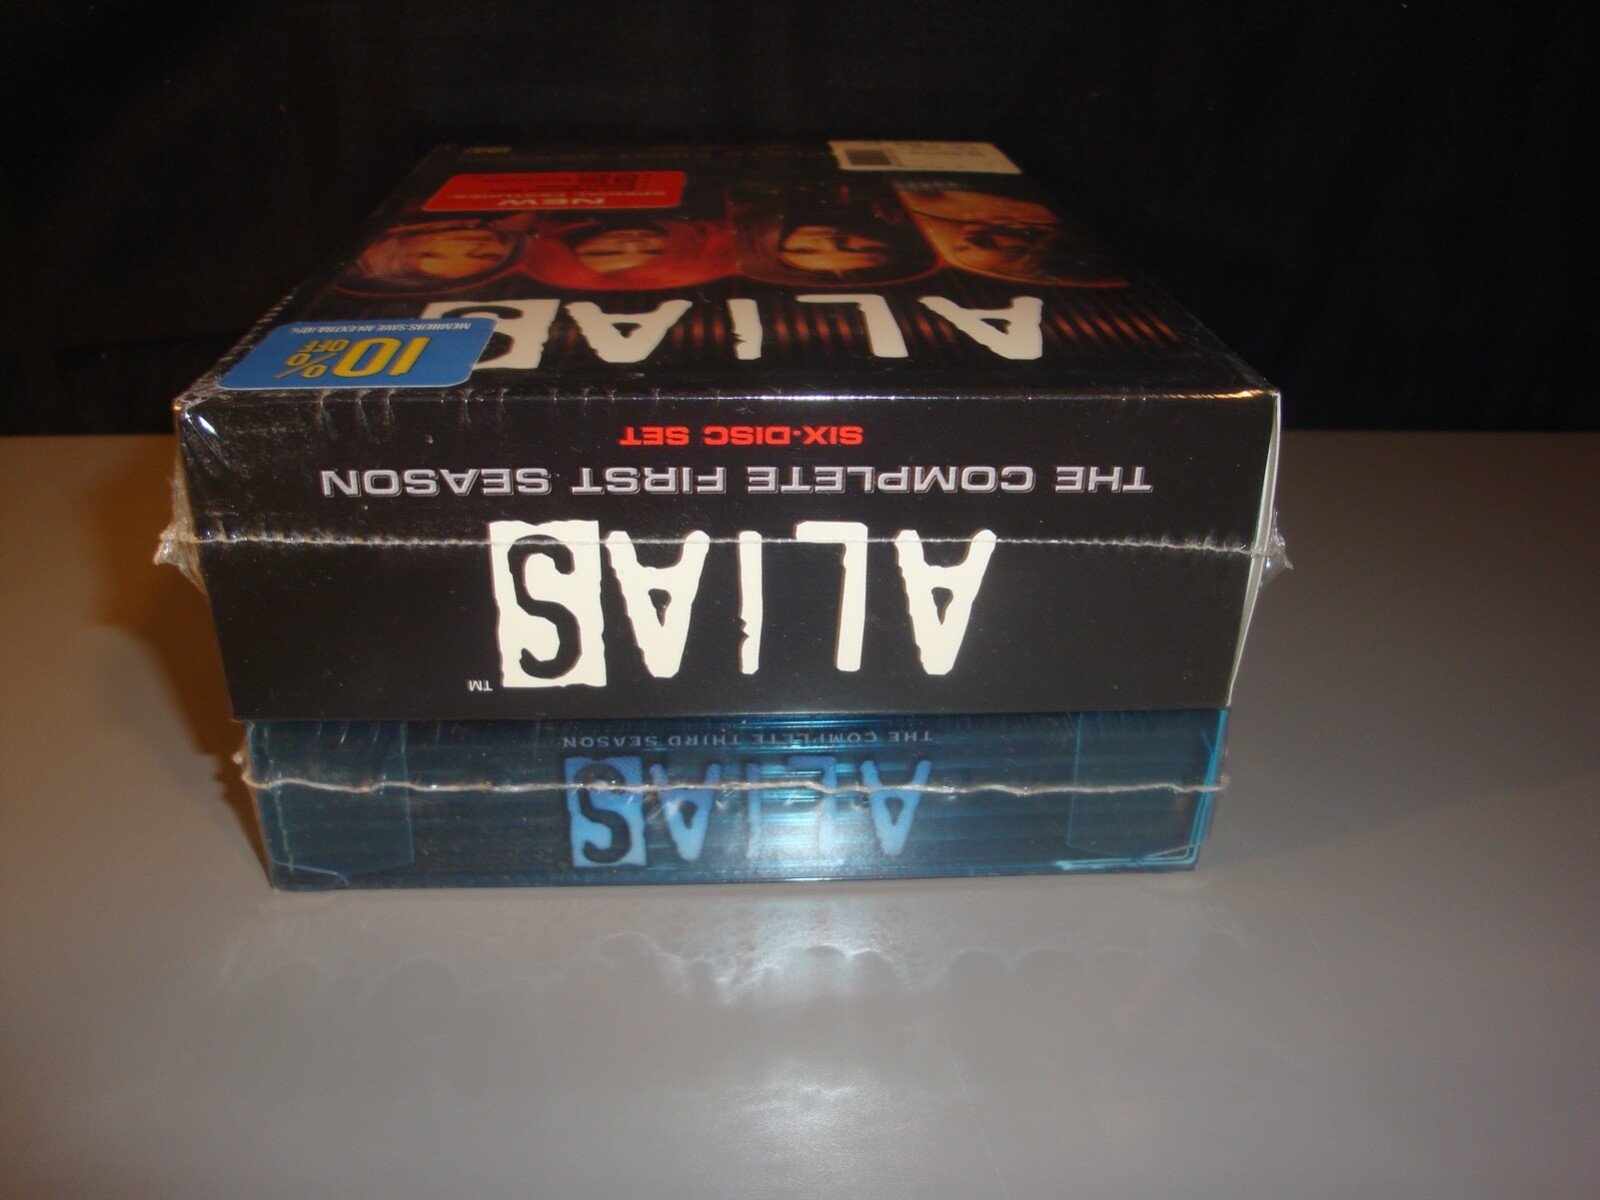 NEW
ALIAS
10%
OFF
MEMBERS SAVE AN EXTRA 10%
ALIAS
TM
THE COMPLETE FIRST SEASON
SIX-DISC SET
ALIAS
THE COMPLETE THIRD SEASON